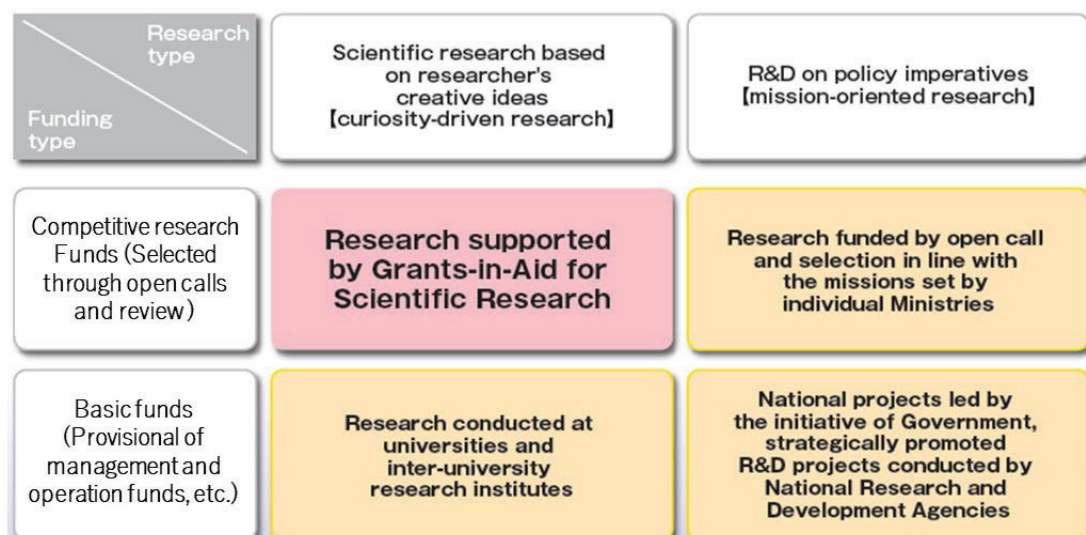 Research
type
Funding
type
Scientific research based
on researcher's
creative ideas
【curiosity-driven research】
R&D on policy imperatives
【mission-oriented research】
Competitive research
Funds (Selected
through open calls
and review)
Research supported
by Grants-in-Aid for
Scientific Research
Research funded by open call
and selection in line with
the missions set by
individual Ministries
Basic funds
(Provisional of
management and
operation funds, etc.)
Research conducted at
universities and
inter-university
research institutes
National projects led by
the initiative of Government,
strategically promoted
R&D projects conducted by
National Research and
Development Agencies